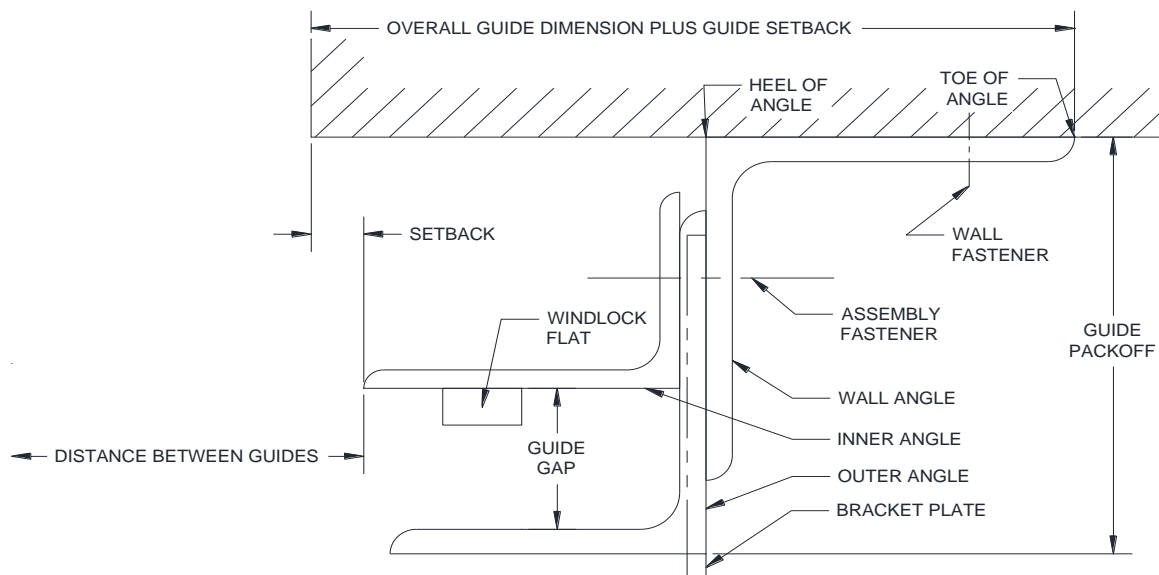 OVERALL GUIDE DIMENSION PLUS GUIDE SETBACK
HEEL OF
ANGLE
TOE OF
ANGLE
SETBACK
WALL
FASTENER
WINDLOCK
FLAT
ASSEMBLY
FASTENER
GUIDE
PACKOFF
WALL ANGLE
INNER ANGLE
DISTANCE BETWEEN GUIDES
GUIDE
GAP
OUTER ANGLE
BRACKET PLATE